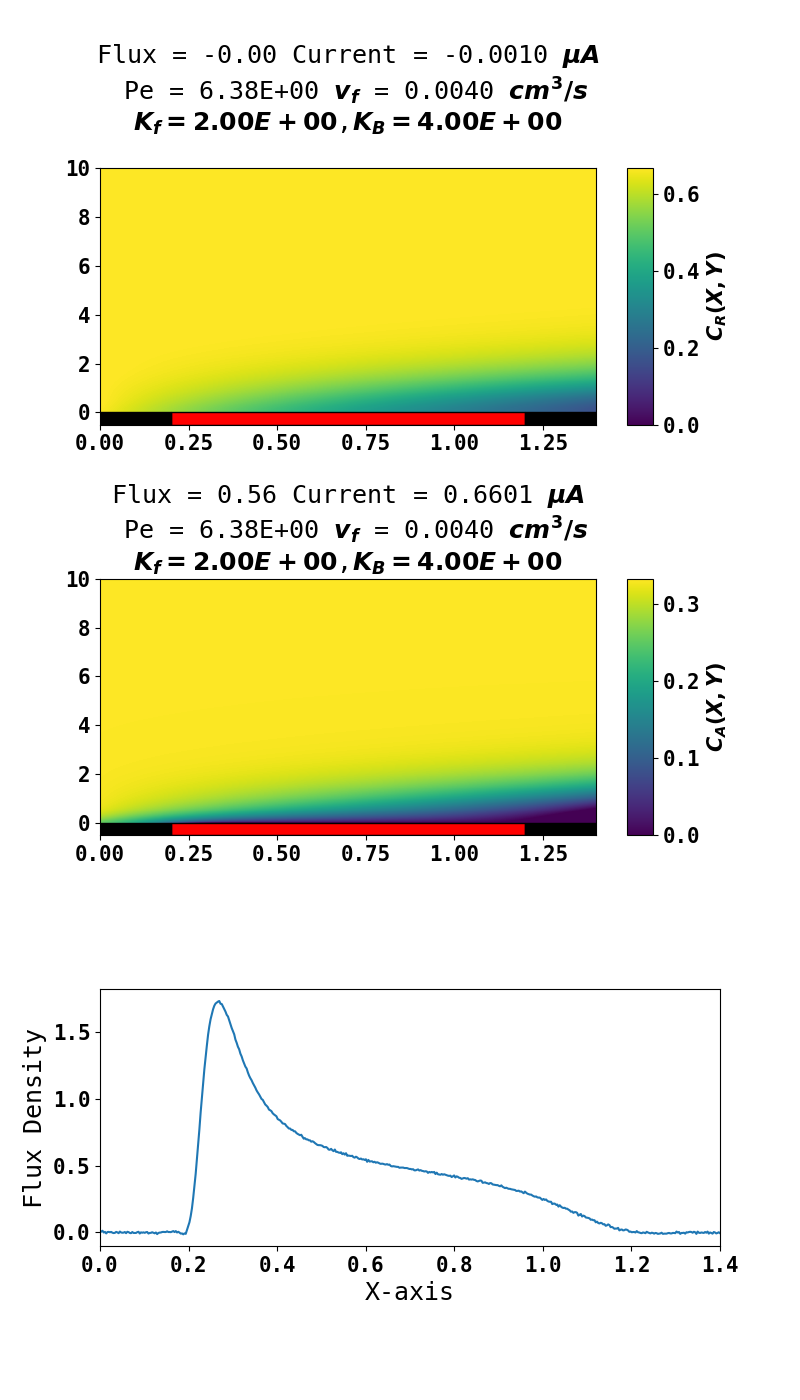 Flux = -0.00 Current = -0.0010 μA
Pe = 6.38E+00 v_f = 0.0040 cm³/s
K_f = 2.00E + 00, K_B = 4.00E + 00
10
8
6
4
2
0
0.00 0.25 0.50 0.75 1.00 1.25
0.6
0.4
0.2
0.0
C_R(X, Y)
Flux = 0.56 Current = 0.6601 μA
Pe = 6.38E+00 v_f = 0.0040 cm³/s
K_f = 2.00E + 00, K_B = 4.00E + 00
10
8
6
4
2
0
0.00 0.25 0.50 0.75 1.00 1.25
0.3
0.2
0.1
0.0
C_A(X, Y)
Flux Density
1.5
1.0
0.5
0.0
0.0 0.2 0.4 0.6 0.8 1.0 1.2 1.4
X-axis